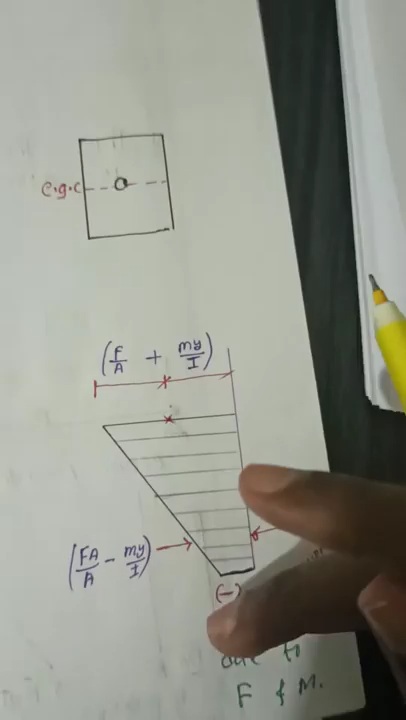 c.g.c
(F/A + my/I)
(FA/A - my/I)
(-)
due to
F & M.